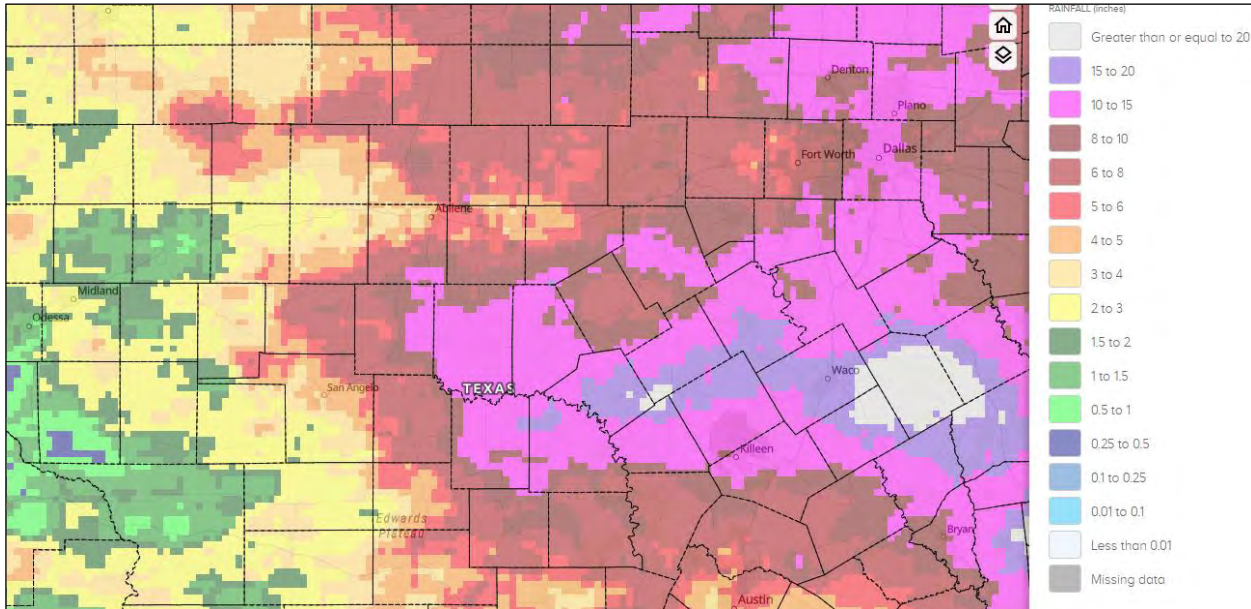 Denton
Plano
Fort Worth
Dallas
Abilene
Midland
Odessa
San Angelo
TEXAS
Waco
Killeen
Edwards
Plateau
Bryan
Austin
RAINFALL (inches)
Greater than or equal to 20
15 to 20
10 to 15
8 to 10
6 to 8
5 to 6
4 to 5
3 to 4
2 to 3
1.5 to 2
1 to 1.5
0.5 to 1
0.25 to 0.5
0.1 to 0.25
0.01 to 0.1
Less than 0.01
Missing data